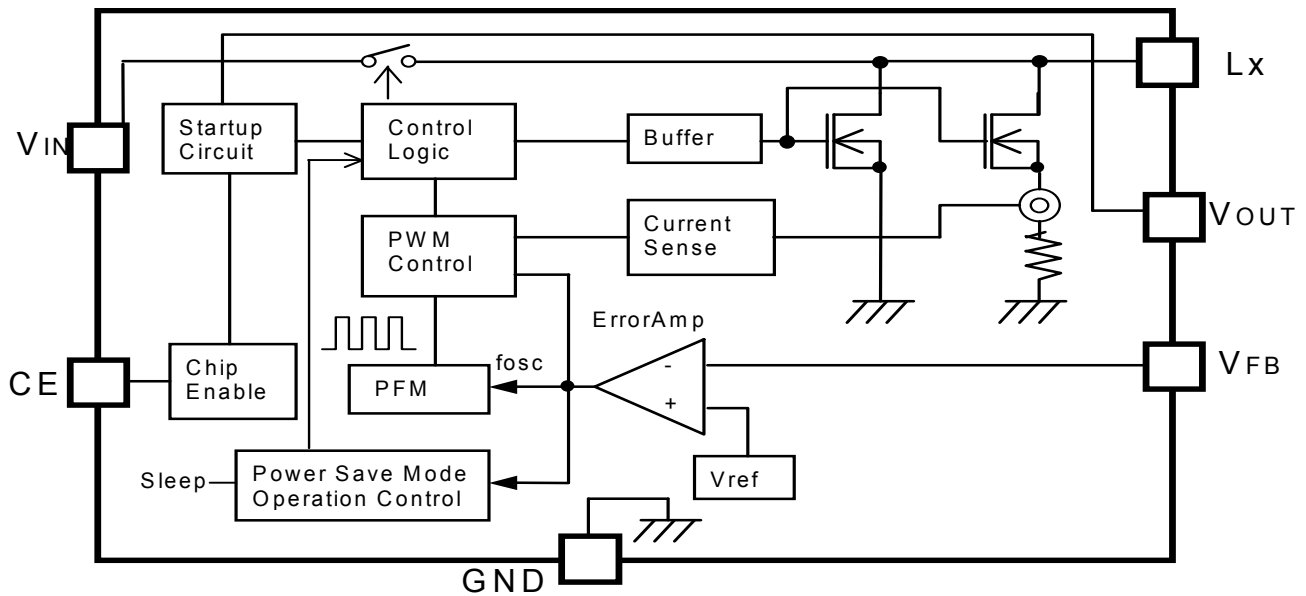 Lx
Startup
Circuit
Control
Logic
Buffer
VIN
VOUT
PWM
Control
Current
Sense
ErrorAmp
CE
Chip
Enable
PFM
fosc
-
+
VFB
Sleep
Power Save Mode
Operation Control
Vref
GND